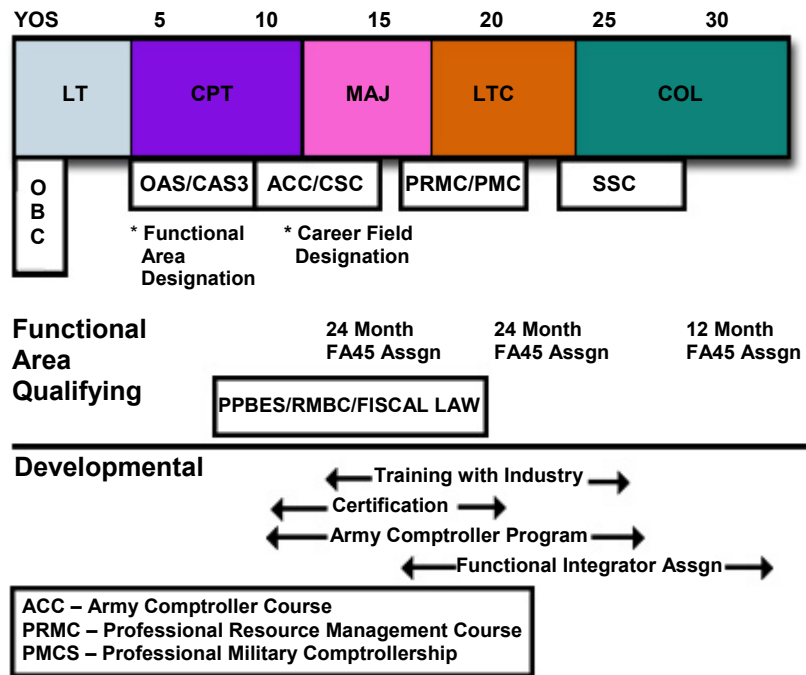 YOS 5 10 15 20 25 30
LT CPT MAJ LTC COL
O
B
C
OAS/CAS3 ACC/CSC PRMC/PMC SSC
* Functional
Area
Designation
* Career Field
Designation
Functional
Area
Qualifying
24 Month
FA45 Assgn
24 Month
FA45 Assgn
12 Month
FA45 Assgn
PPBES/RMBC/FISCAL LAW
Developmental
Training with Industry
Certification
Army Comptroller Program
Functional Integrator Assgn
ACC – Army Comptroller Course
PRMC – Professional Resource Management Course
PMCS – Professional Military Comptrollership